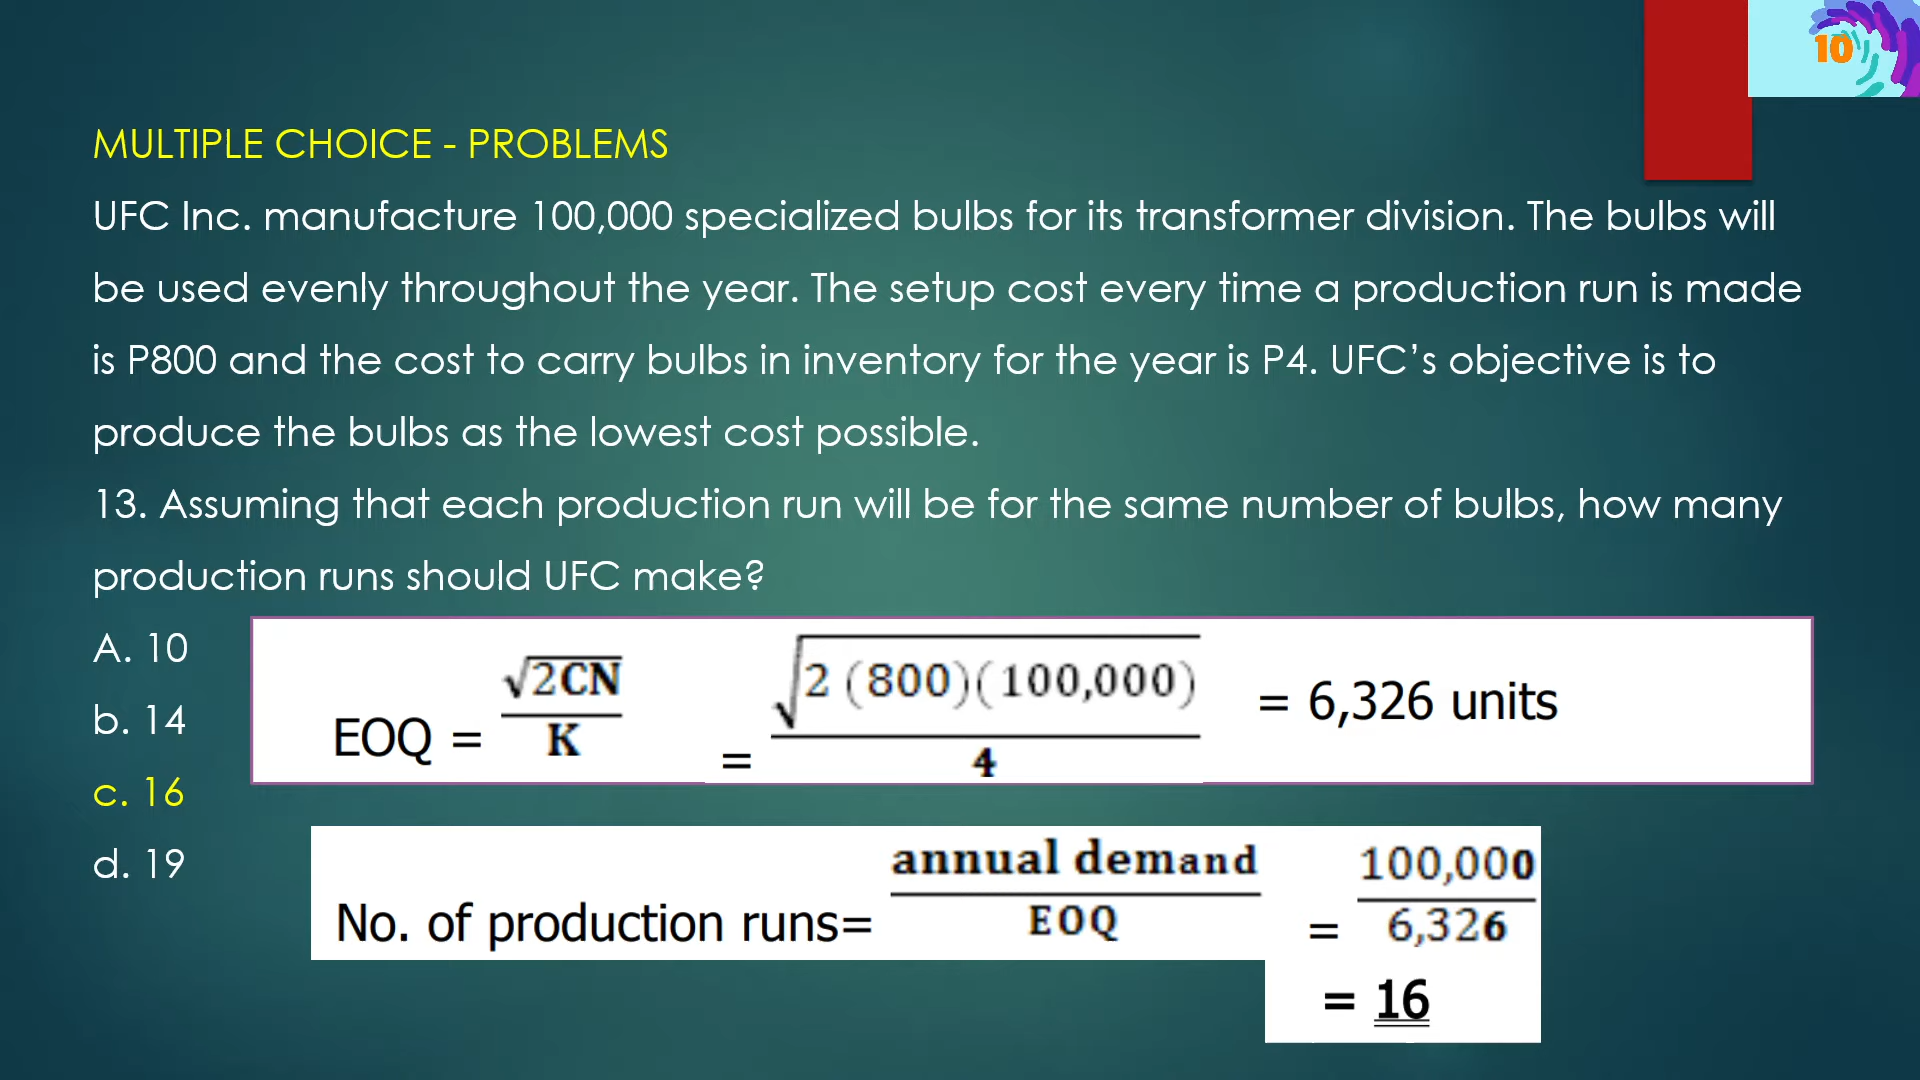 10
MULTIPLE CHOICE - PROBLEMS
UFC Inc. manufacture 100,000 specialized bulbs for its transformer division. The bulbs will
be used evenly throughout the year. The setup cost every time a production run is made
is P800 and the cost to carry bulbs in inventory for the year is P4. UFC’s objective is to
produce the bulbs as the lowest cost possible.
13. Assuming that each production run will be for the same number of bulbs, how many
production runs should UFC make?
A. 10
b. 14
c. 16
d. 19
EOQ = √2CN / K = √2 (800)(100,000) / 4 = 6,326 units
No. of production runs= annual demand / EOQ = 100,000 / 6,326
= 16